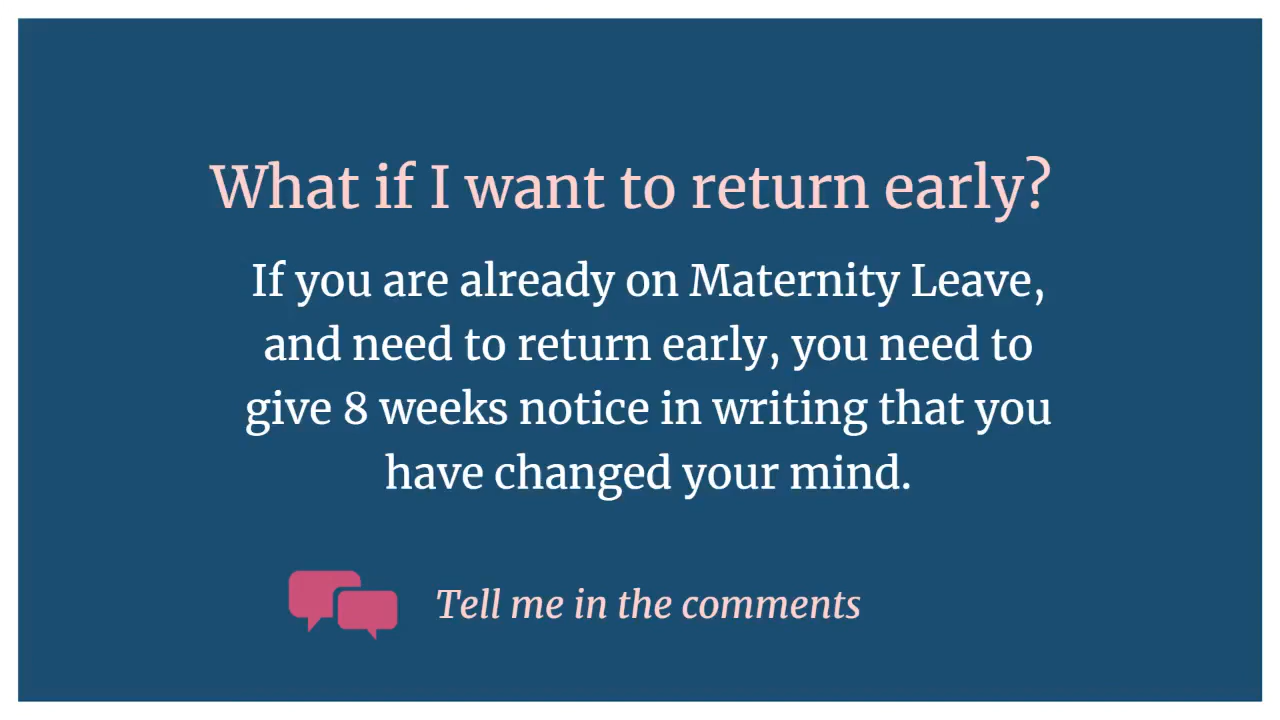 What if I want to return early?
If you are already on Maternity Leave,
and need to return early, you need to
give 8 weeks notice in writing that you
have changed your mind.
Tell me in the comments